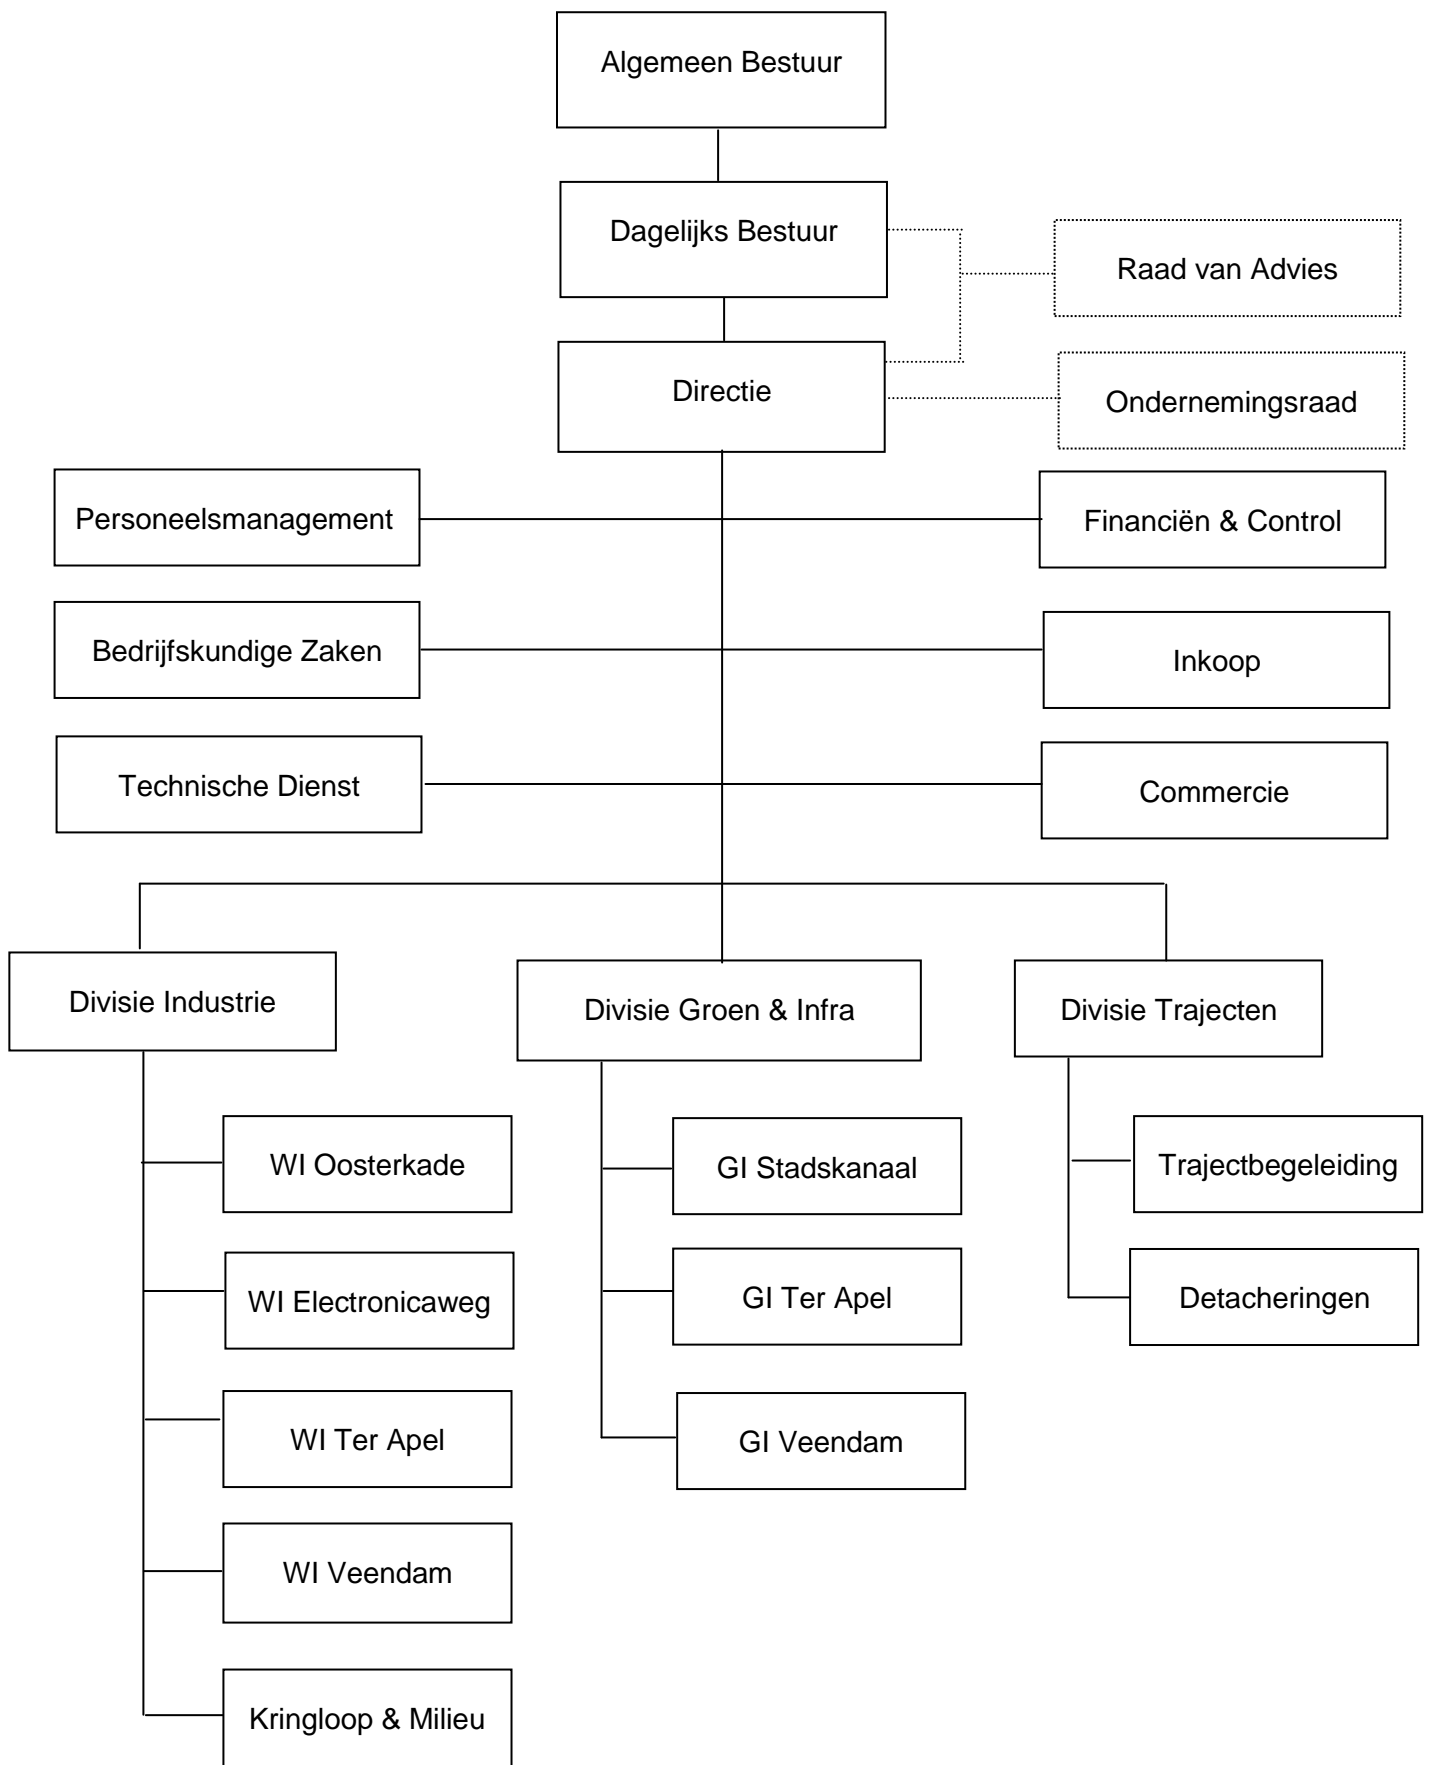 Algemeen Bestuur
Dagelijks Bestuur
Raad van Advies
Directie
Ondernemingsraad
Personeelsmanagement
Financiën & Control
Bedrijfskundige Zaken
Inkoop
Technische Dienst
Commercie
Divisie Industrie
Divisie Groen & Infra
Divisie Trajecten
WI Oosterkade
GI Stadskanaal
Trajectbegeleiding
WI Electronicaweg
GI Ter Apel
Detacheringen
WI Ter Apel
GI Veendam
WI Veendam
Kringloop & Milieu